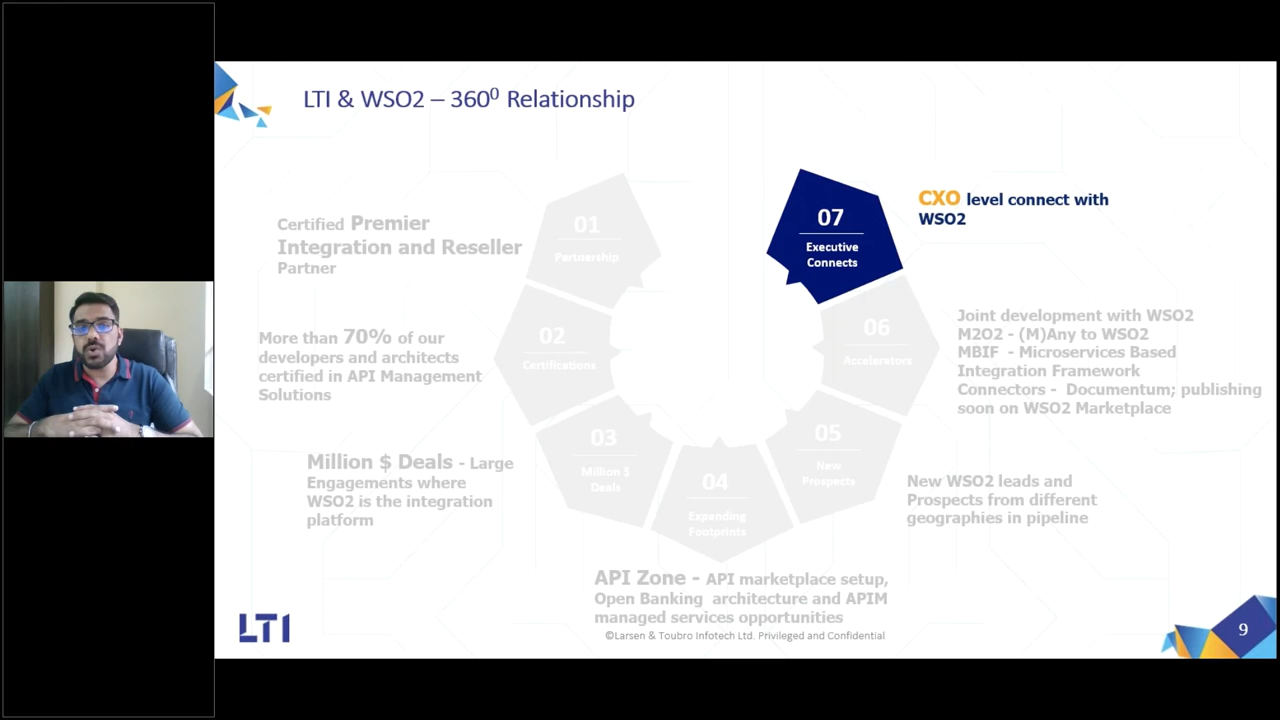 LTI & WSO2 – 360⁰ Relationship
01
Partnership
Certified Premier
Integration and Reseller
Partner
02
Certifications
More than 70% of our
developers and architects
certified in API Management
Solutions
03
Million $
Deals
Million $ Deals - Large
Engagements where
WSO2 is the integration
platform
04
Expanding
Footprints
API Zone - API marketplace setup,
Open Banking architecture and APIM
managed services opportunities
05
New
Prospects
New WSO2 leads and
Prospects from different
geographies in pipeline
06
Accelerators
Joint development with WSO2
M2O2 - (M)Any to WSO2
MBIF - Microservices Based
Integration Framework
Connectors - Documentum; publishing
soon on WSO2 Marketplace
07
Executive
Connects
CXO level connect with
WSO2
LTI
©Larsen & Toubro Infotech Ltd. Privileged and Confidential
9